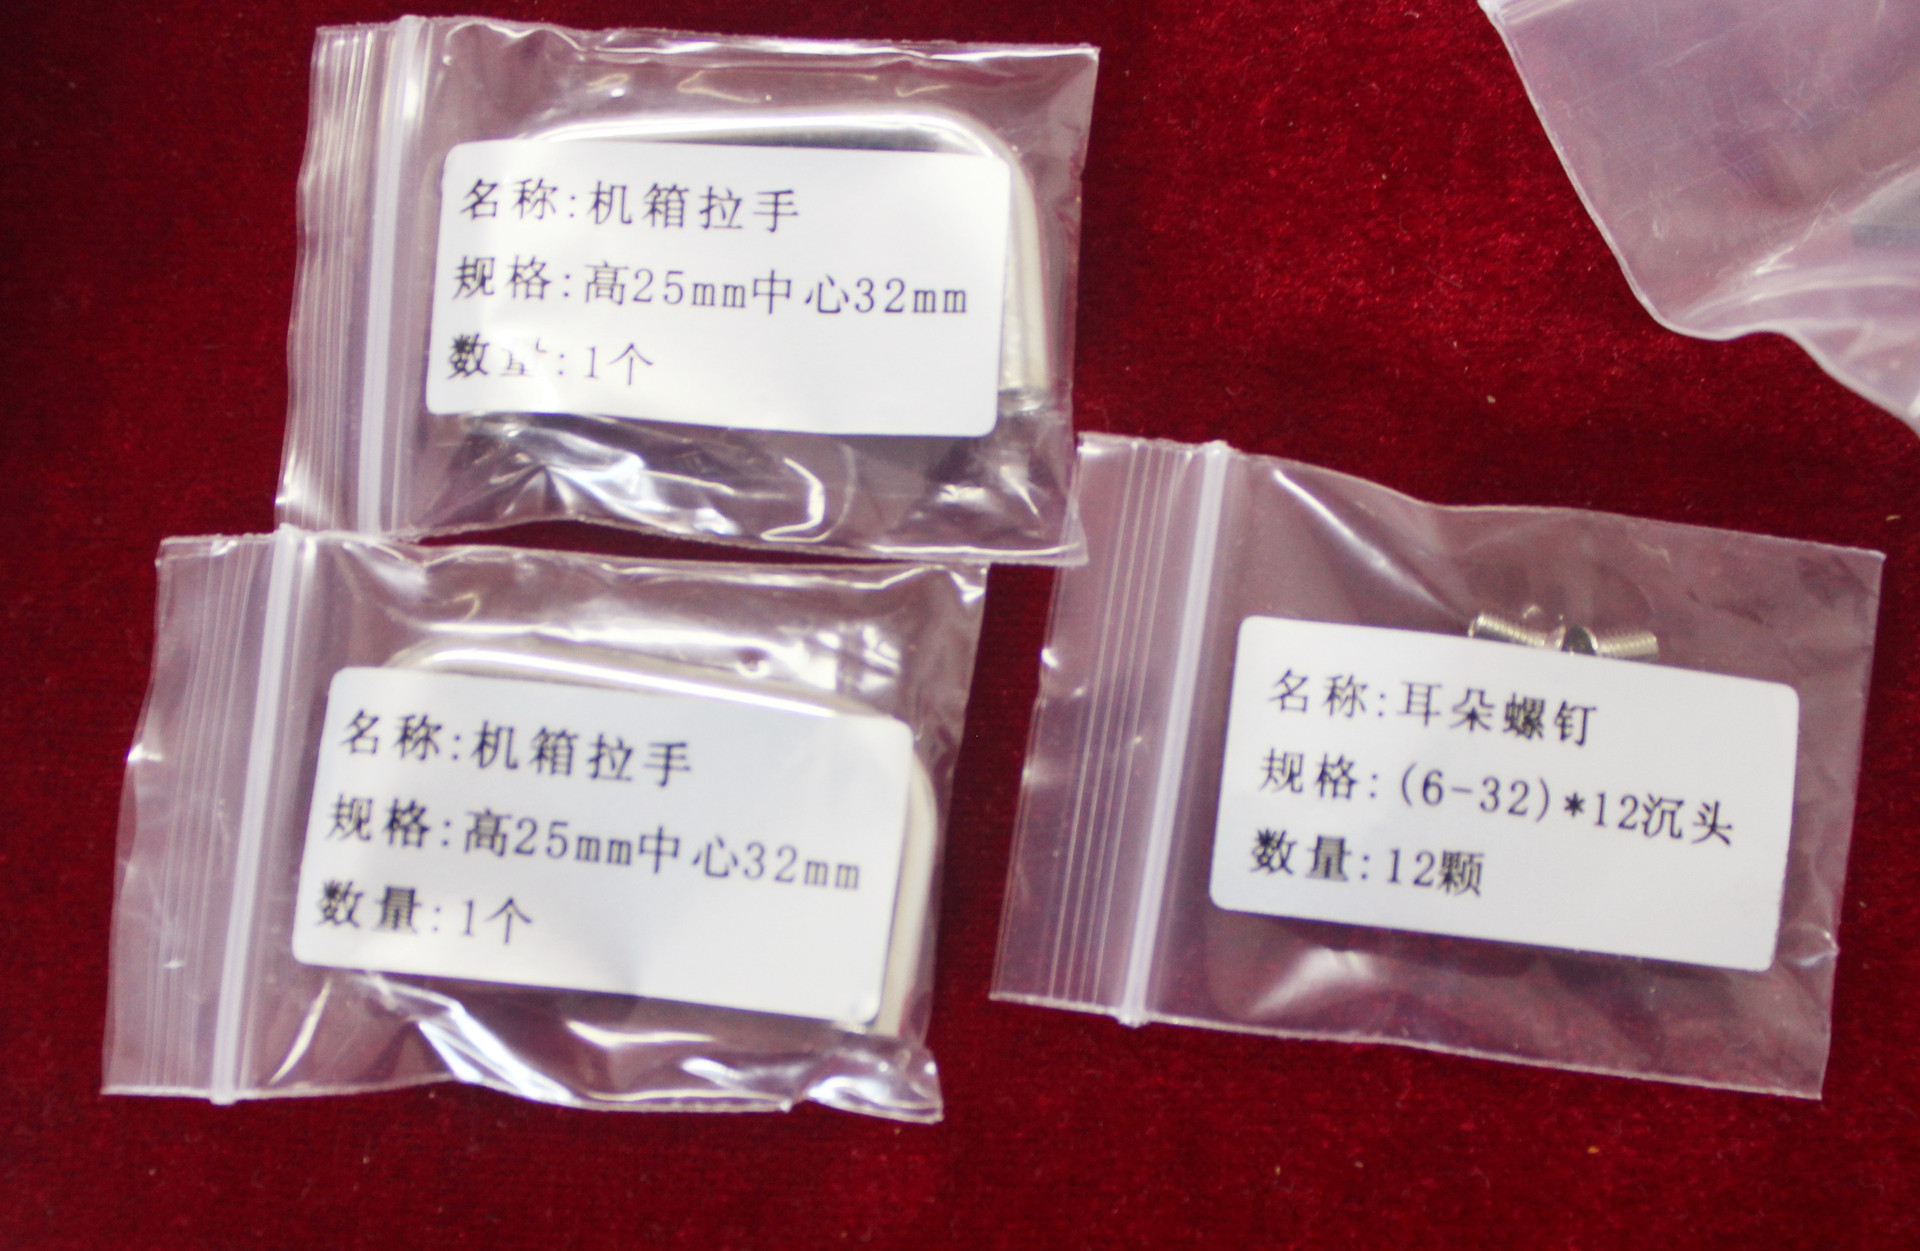 名称:机箱拉手
规格:高25mm中心32mm
数量:1个
名称:机箱拉手
规格:高25mm中心32mm
数量:1个
名称:耳朵螺钉
规格:(6-32)*12沉头
数量:12颗